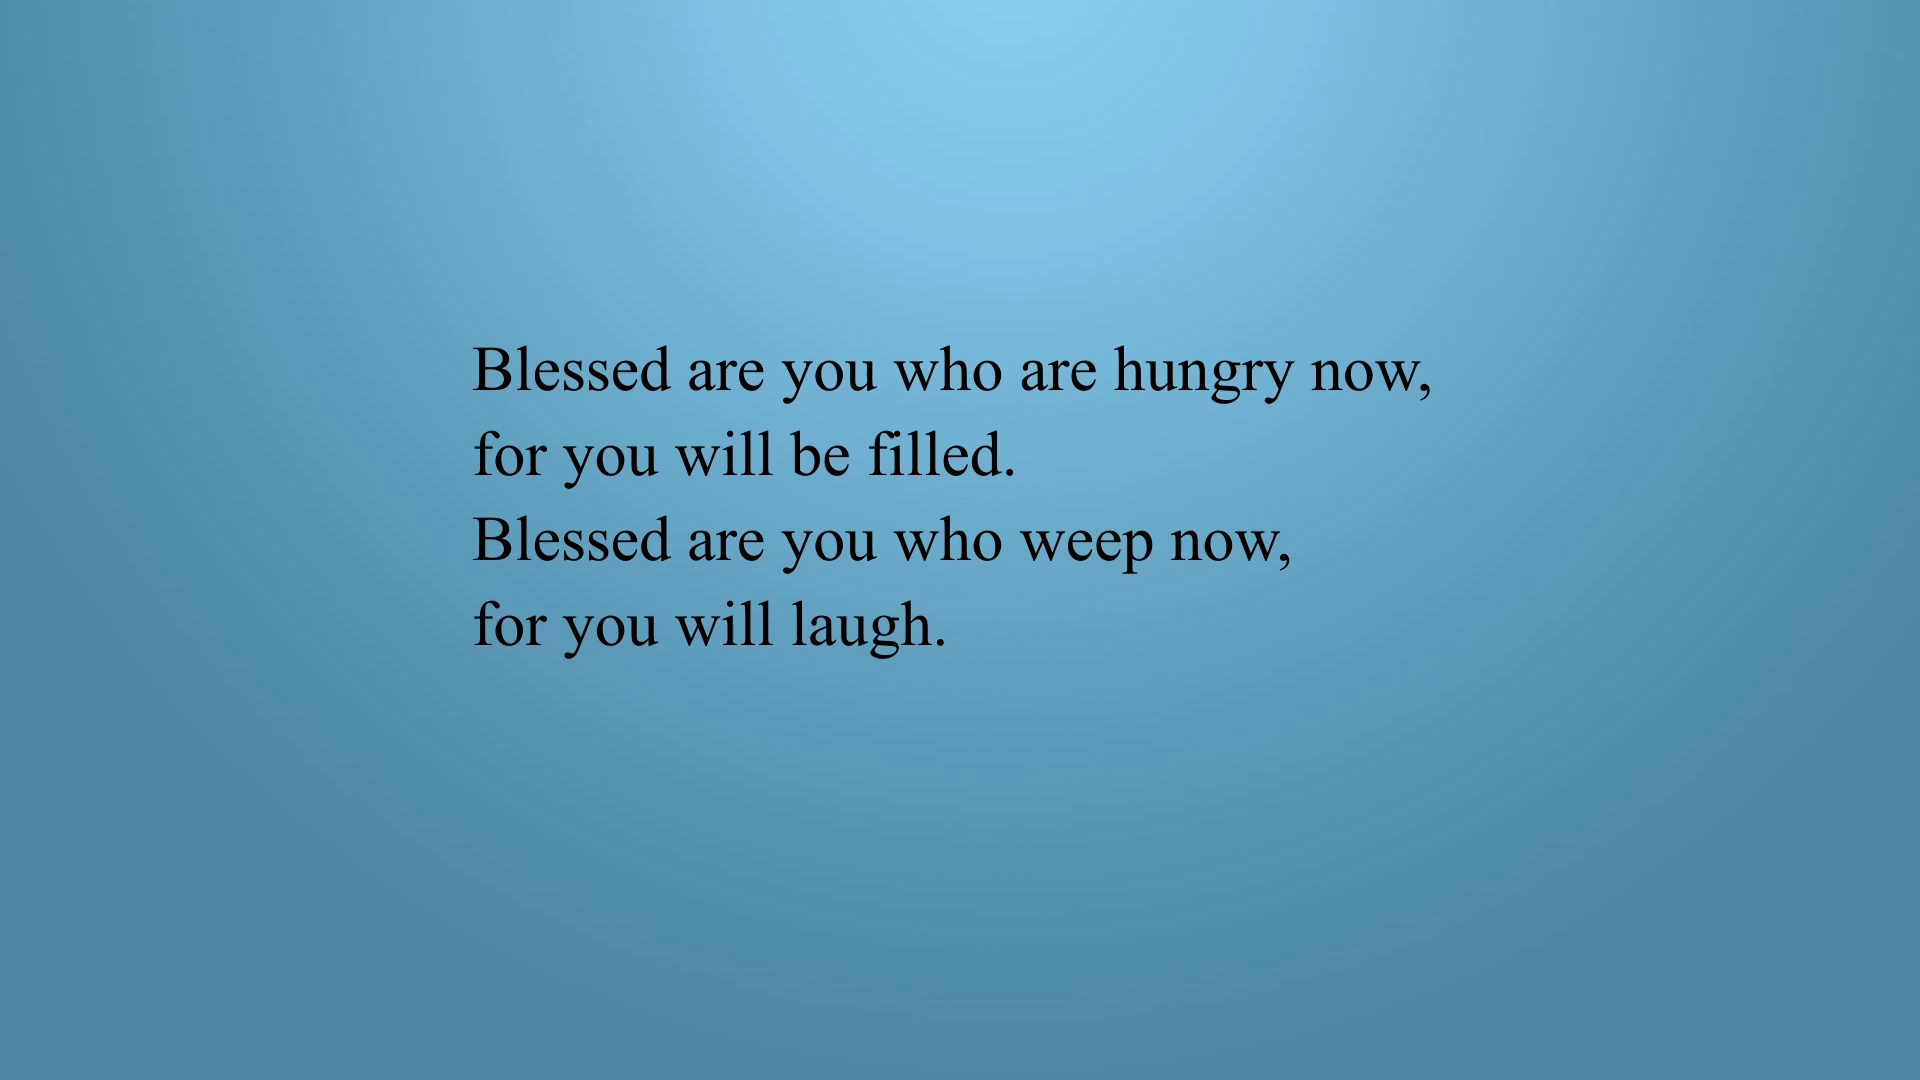 Blessed are you who are hungry now,
for you will be filled.
Blessed are you who weep now,
for you will laugh.